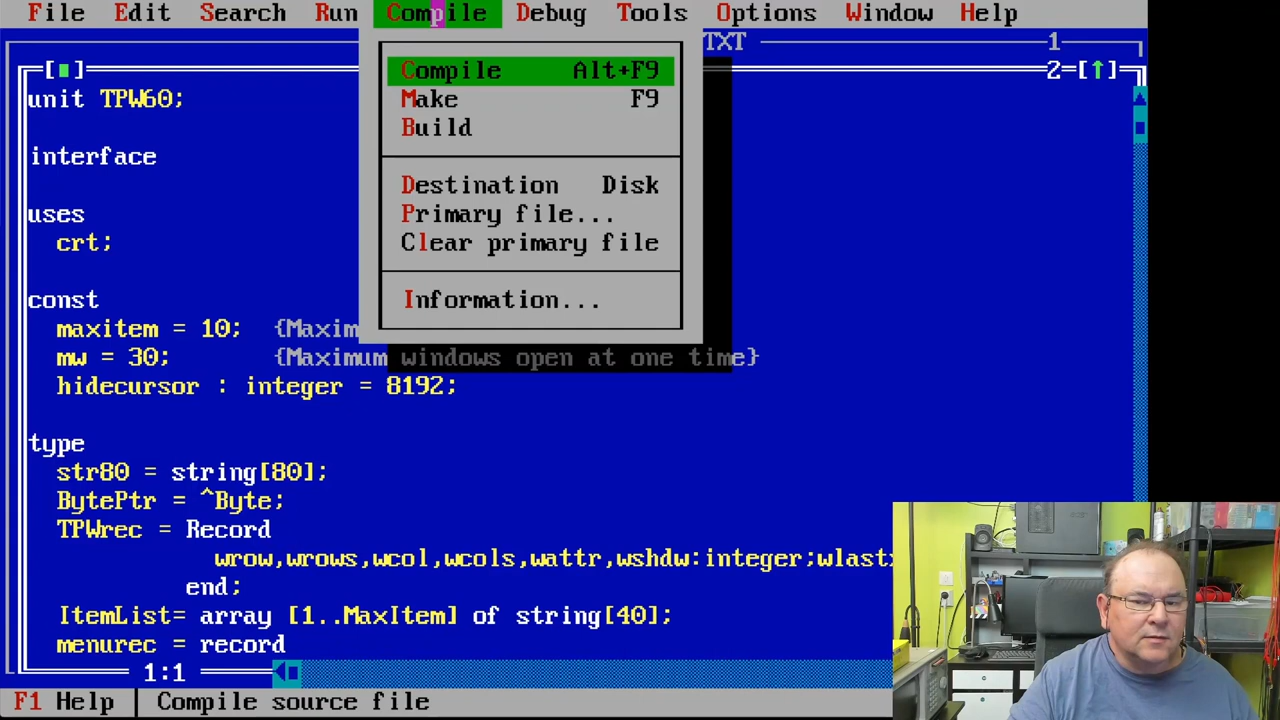 File Edit Search Run Compile Debug Tools Options Window Help
TXT 1
[■] 2=[↑]
unit TPW60;
Compile Alt+F9
Make F9
Build
Destination Disk
Primary file...
Clear primary file
Information...
interface
uses
crt;
const
maxitem = 10; {Maxim
mw = 30; {Maximum windows open at one time}
hidecursor : integer = 8192;
type
str80 = string[80];
BytePtr = ^Byte;
TPWrec = Record
wrow,wrows,wcol,wcols,wattr,wshdw:integer;wlastx
end;
ItemList= array [1..MaxItem] of string[40];
menurec = record
1:1
F1 Help | Compile source file